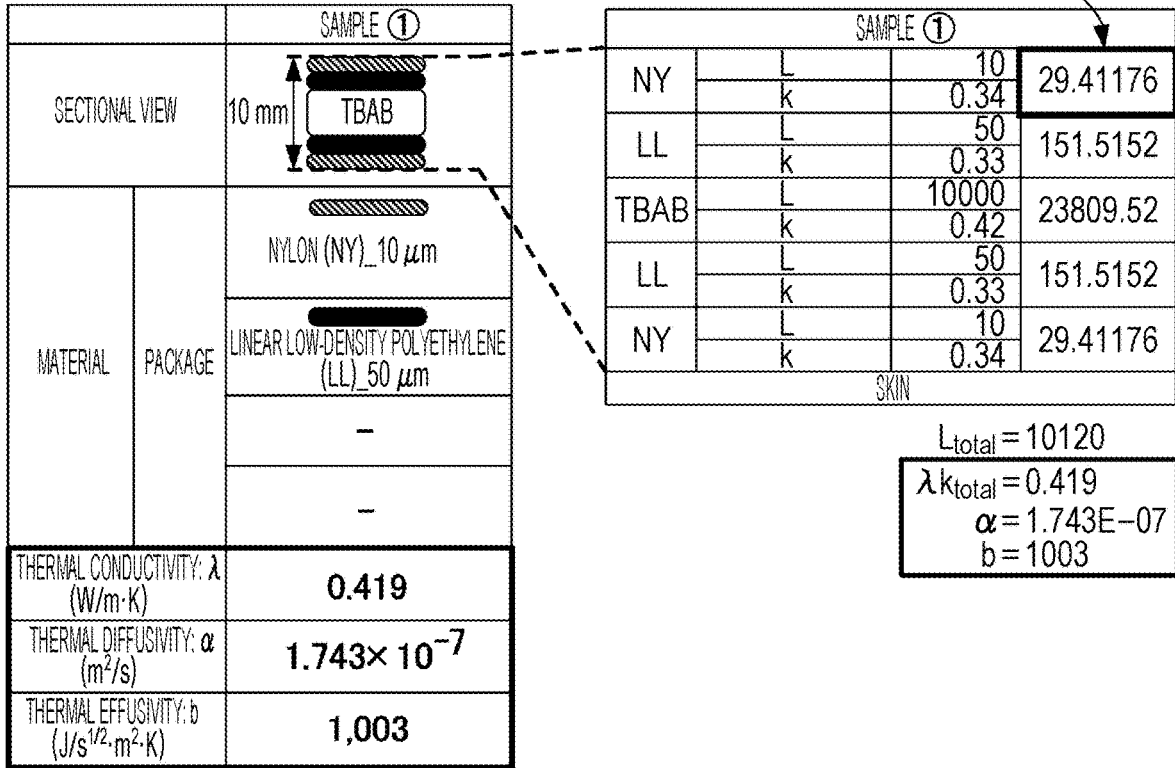 SAMPLE ①
SECTIONAL VIEW
10 mm
TBAB
MATERIAL
PACKAGE
NYLON (NY)_10 μm
LINEAR LOW-DENSITY POLYETHYLENE
(LL)_50 μm
–
–
THERMAL CONDUCTIVITY: λ
(W/m·K)
0.419
THERMAL DIFFUSIVITY: α
(m²/s)
1.743× 10⁻⁷
THERMAL EFFUSIVITY: b
(J/s^1/2·m²·K)
1,003
SAMPLE ①
NY L 10 29.41176
k 0.34
LL L 50 151.5152
k 0.33
TBAB L 10000 23809.52
k 0.42
LL L 50 151.5152
k 0.33
NY L 10 29.41176
k 0.34
SKIN
Ltotal = 10120
λktotal = 0.419
α = 1.743E–07
b = 1003